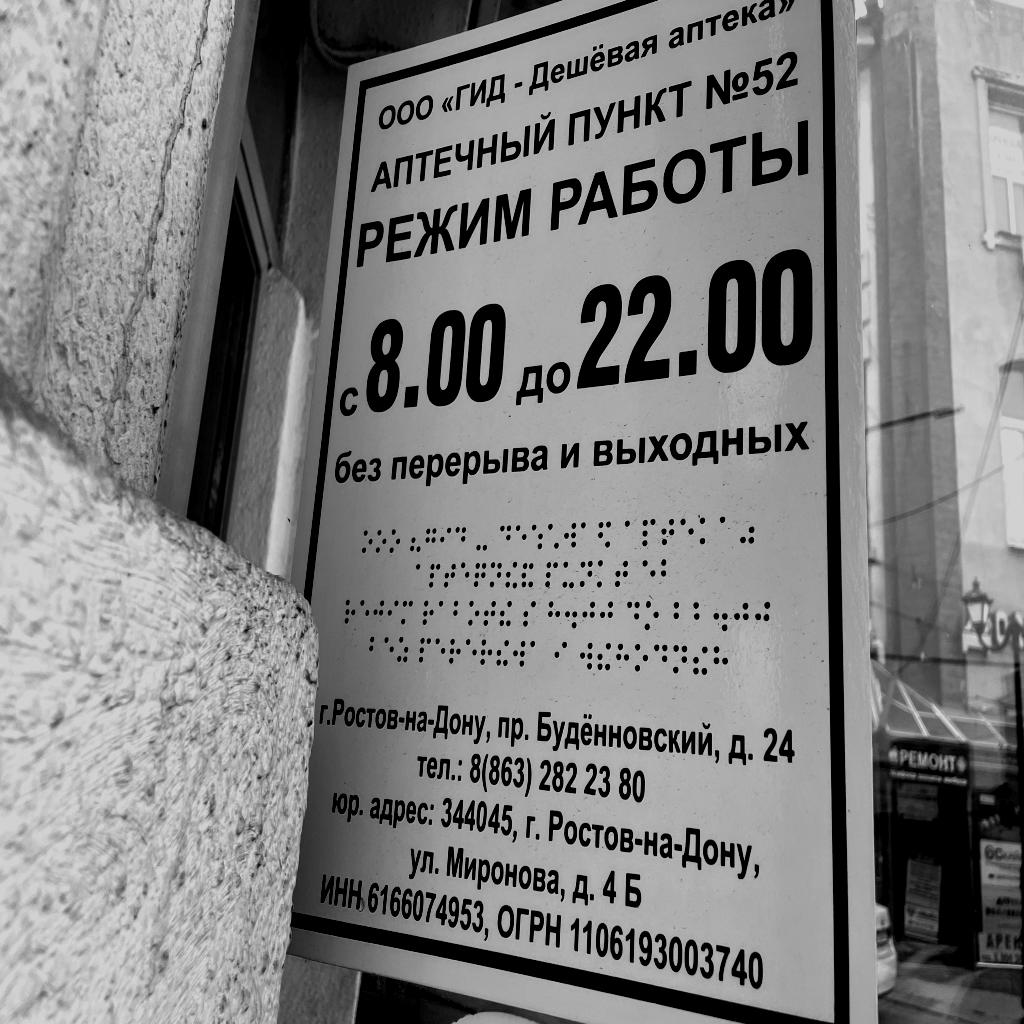 ООО «ГИД - Дешёвая аптека»
АПТЕЧНЫЙ ПУНКТ №52
РЕЖИМ РАБОТЫ
с 8.00 до 22.00
без перерыва и выходных
г.Ростов-на-Дону, пр. Будённовский, д. 24
тел.: 8(863) 282 23 80
юр. адрес: 344045, г. Ростов-на-Дону,
ул. Миронова, д. 4 Б
ИНН 6166074953, ОГРН 1106193003740
РЕМОНТ